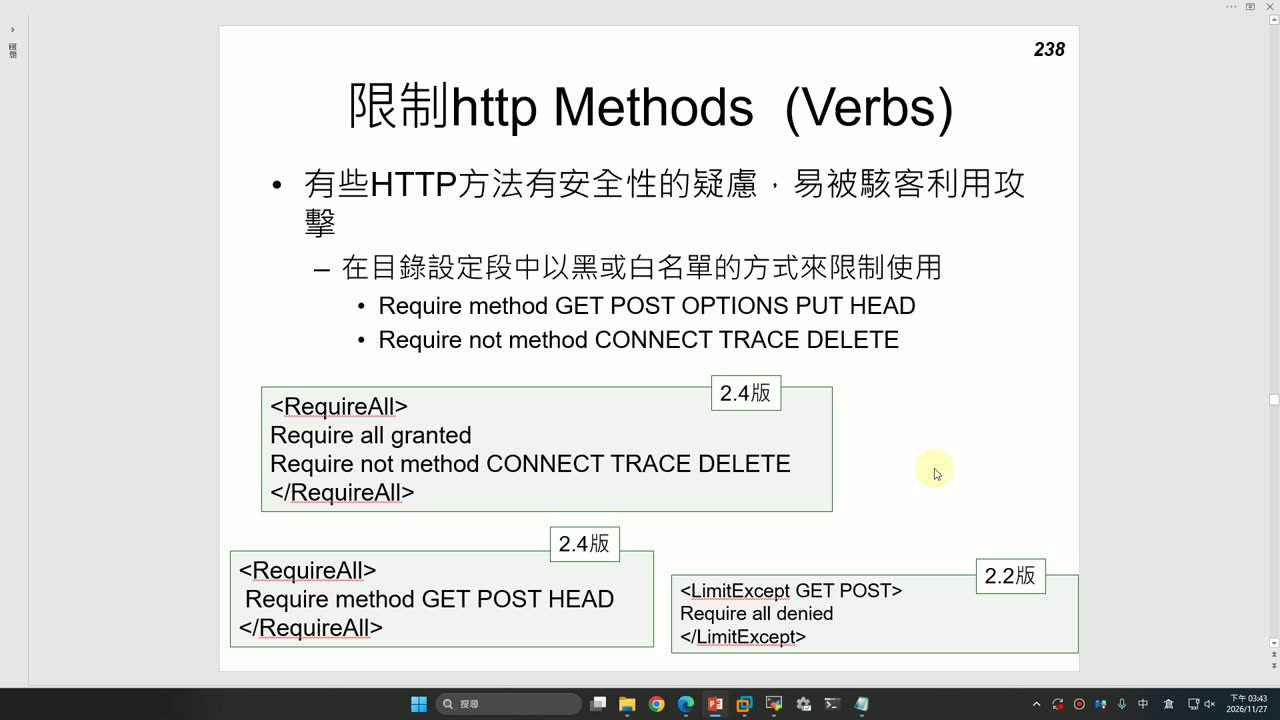 238
限制http Methods (Verbs)
• 有些HTTP方法有安全性的疑慮，易被駭客利用攻
擊
– 在目錄設定段中以黑或白名單的方式來限制使用
• Require method GET POST OPTIONS PUT HEAD
• Require not method CONNECT TRACE DELETE
2.4版
<RequireAll>
Require all granted
Require not method CONNECT TRACE DELETE
</RequireAll>
2.4版
<RequireAll>
Require method GET POST HEAD
</RequireAll>
2.2版
<LimitExcept GET POST>
Require all denied
</LimitExcept>
搜尋
中
下午 03:43
2026/11/27